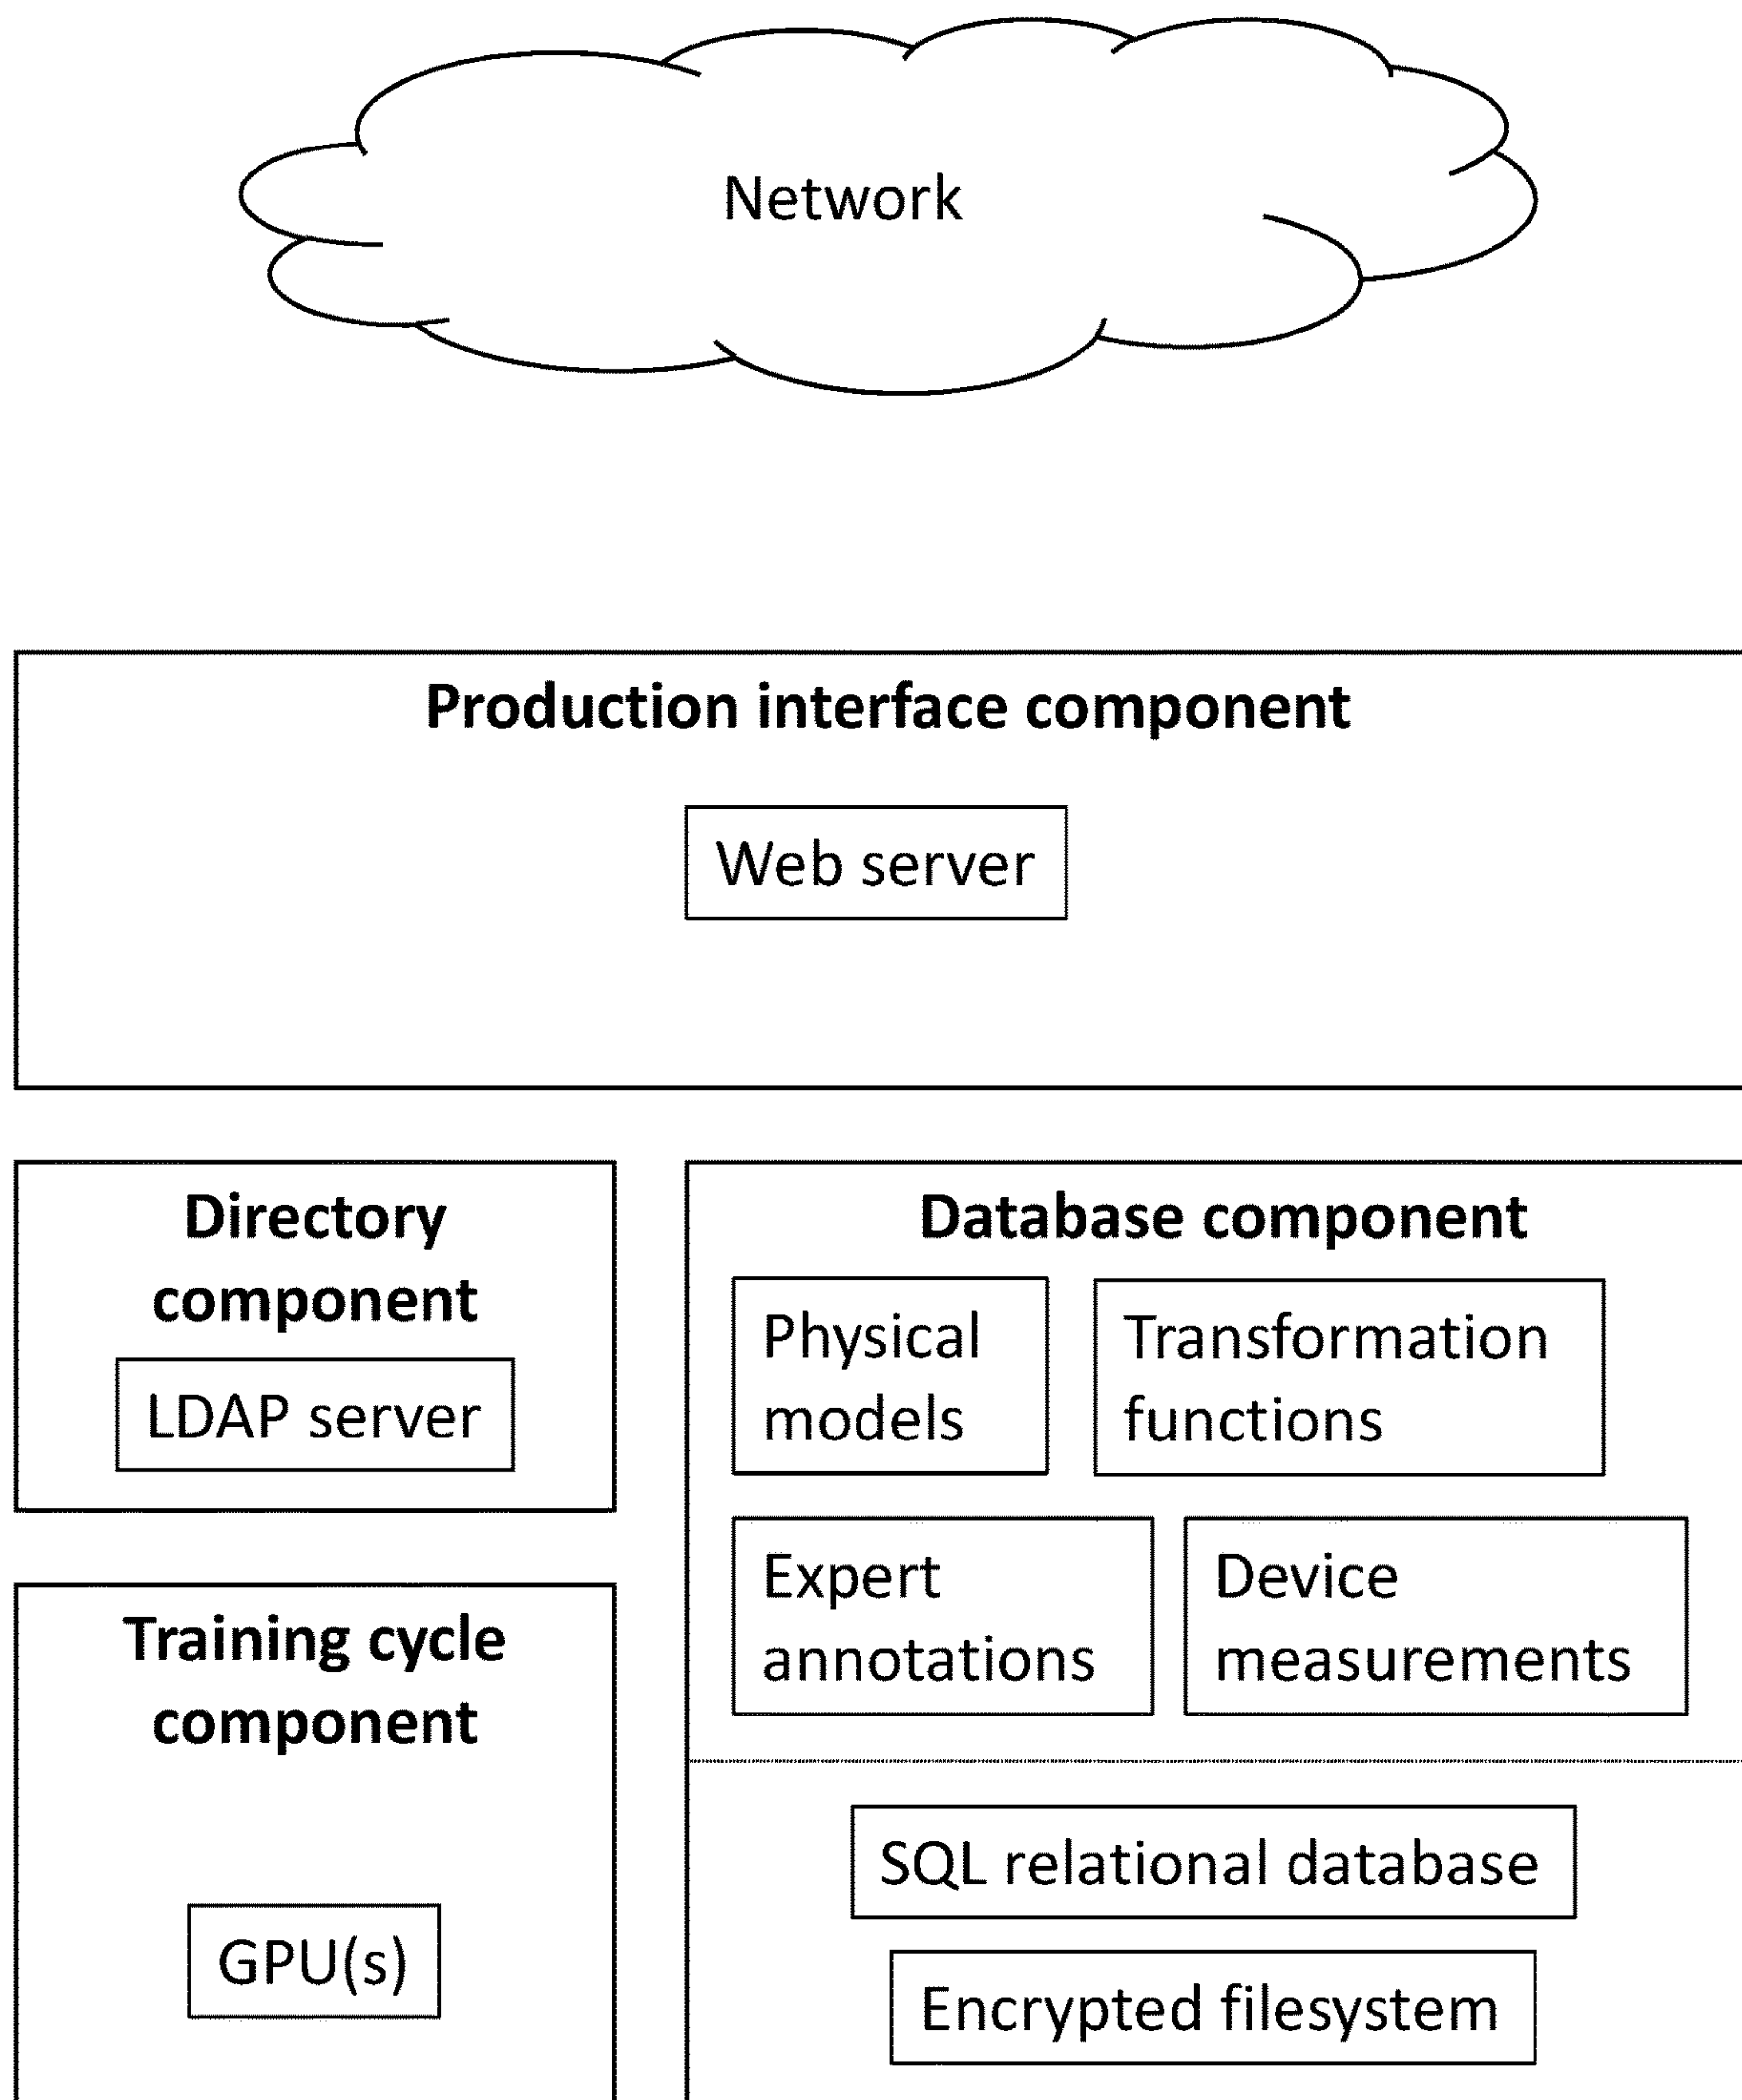 Network
Production interface component
Web server
Directory
component
LDAP server
Training cycle
component
GPU(s)
Database component
Physical
models
Transformation
functions
Expert
annotations
Device
measurements
SQL relational database
Encrypted filesystem